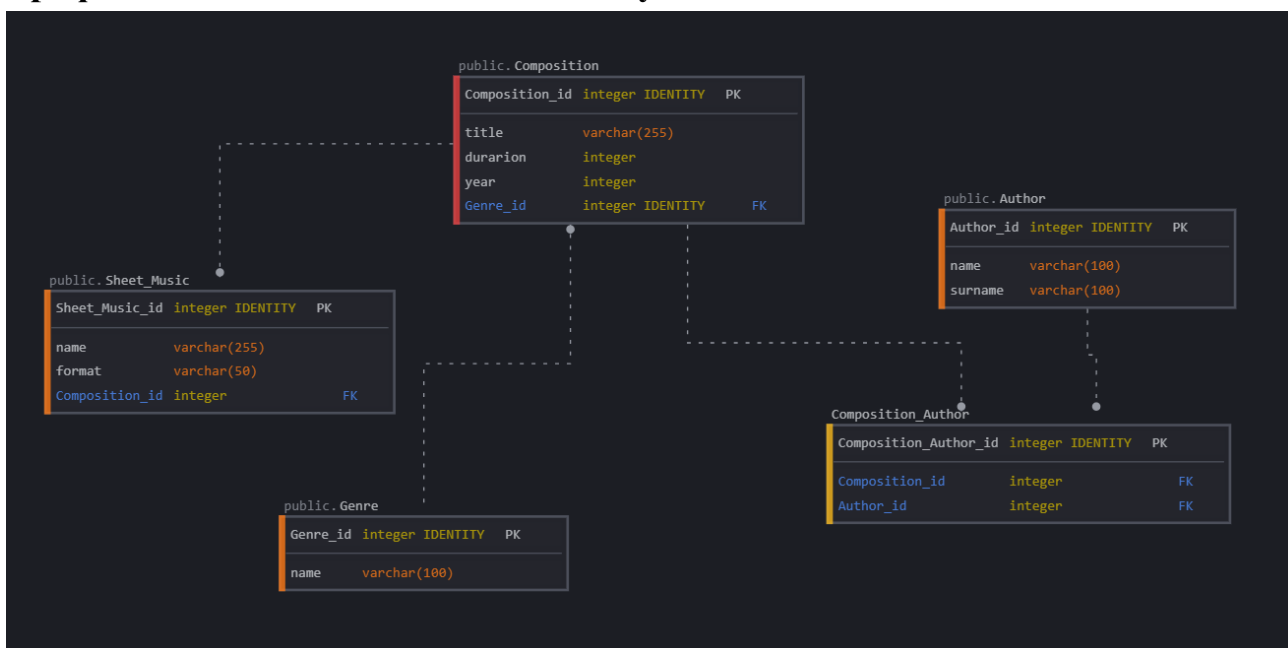 public.Composition
Composition_id integer IDENTITY PK
title varchar(255)
durarion integer
year integer
Genre_id integer IDENTITY FK
public.Author
Author_id integer IDENTITY PK
name varchar(100)
surname varchar(100)
public.Sheet_Music
Sheet_Music_id integer IDENTITY PK
name varchar(255)
format varchar(50)
Composition_id integer FK
Composition_Author
Composition_Author_id integer IDENTITY PK
Composition_id integer FK
Author_id integer FK
public.Genre
Genre_id integer IDENTITY PK
name varchar(100)